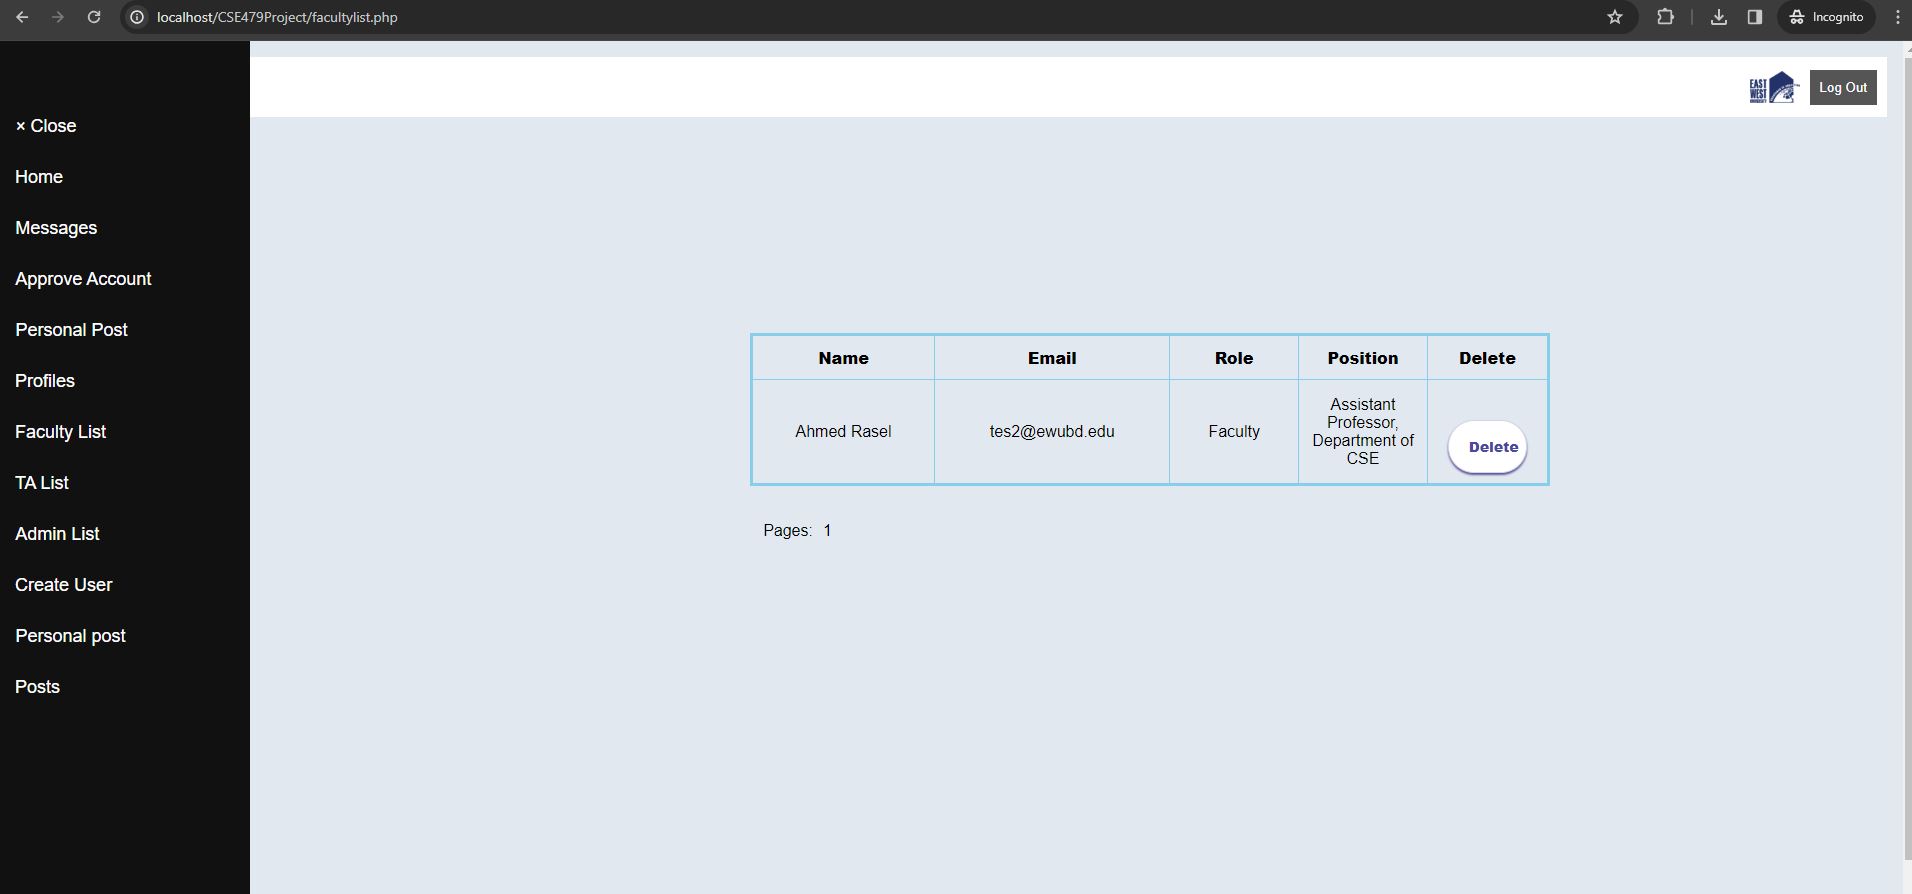 localhost/CSE479Project/facultylist.php
Incognito
EAST
WEST
UNIVERSITY
Log Out
× Close
Home
Messages
Approve Account
Personal Post
Profiles
Faculty List
TA List
Admin List
Create User
Personal post
Posts
Name Email Role Position Delete
Ahmed Rasel tes2@ewubd.edu Faculty Assistant
Professor,
Department of
CSE
Delete
Pages: 1